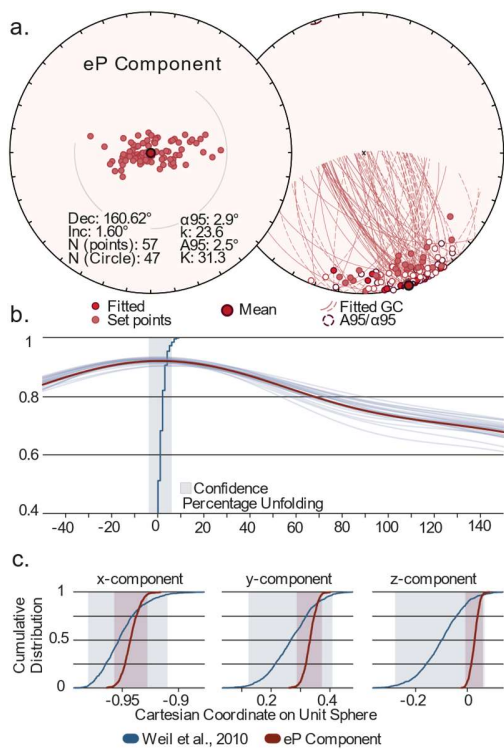 a.
eP Component
Dec: 160.62° α95: 2.9°
Inc: 1.60° k: 23.6
N (points): 57 A95: 2.5°
N (Circle): 47 K: 31.3
x
Fitted Mean Fitted GC
Set points A95/α95
b.
1
0.8
0.6
0.4
Confidence
Percentage Unfolding
-40 -20 0 20 40 60 80 100 120 140
c.
x-component y-component z-component
Cumulative
Distribution
1
0.5
0
-0.95 -0.9 0.2 0.4 -0.2 0
Cartesian Coordinate on Unit Sphere
Weil et al., 2010 eP Component